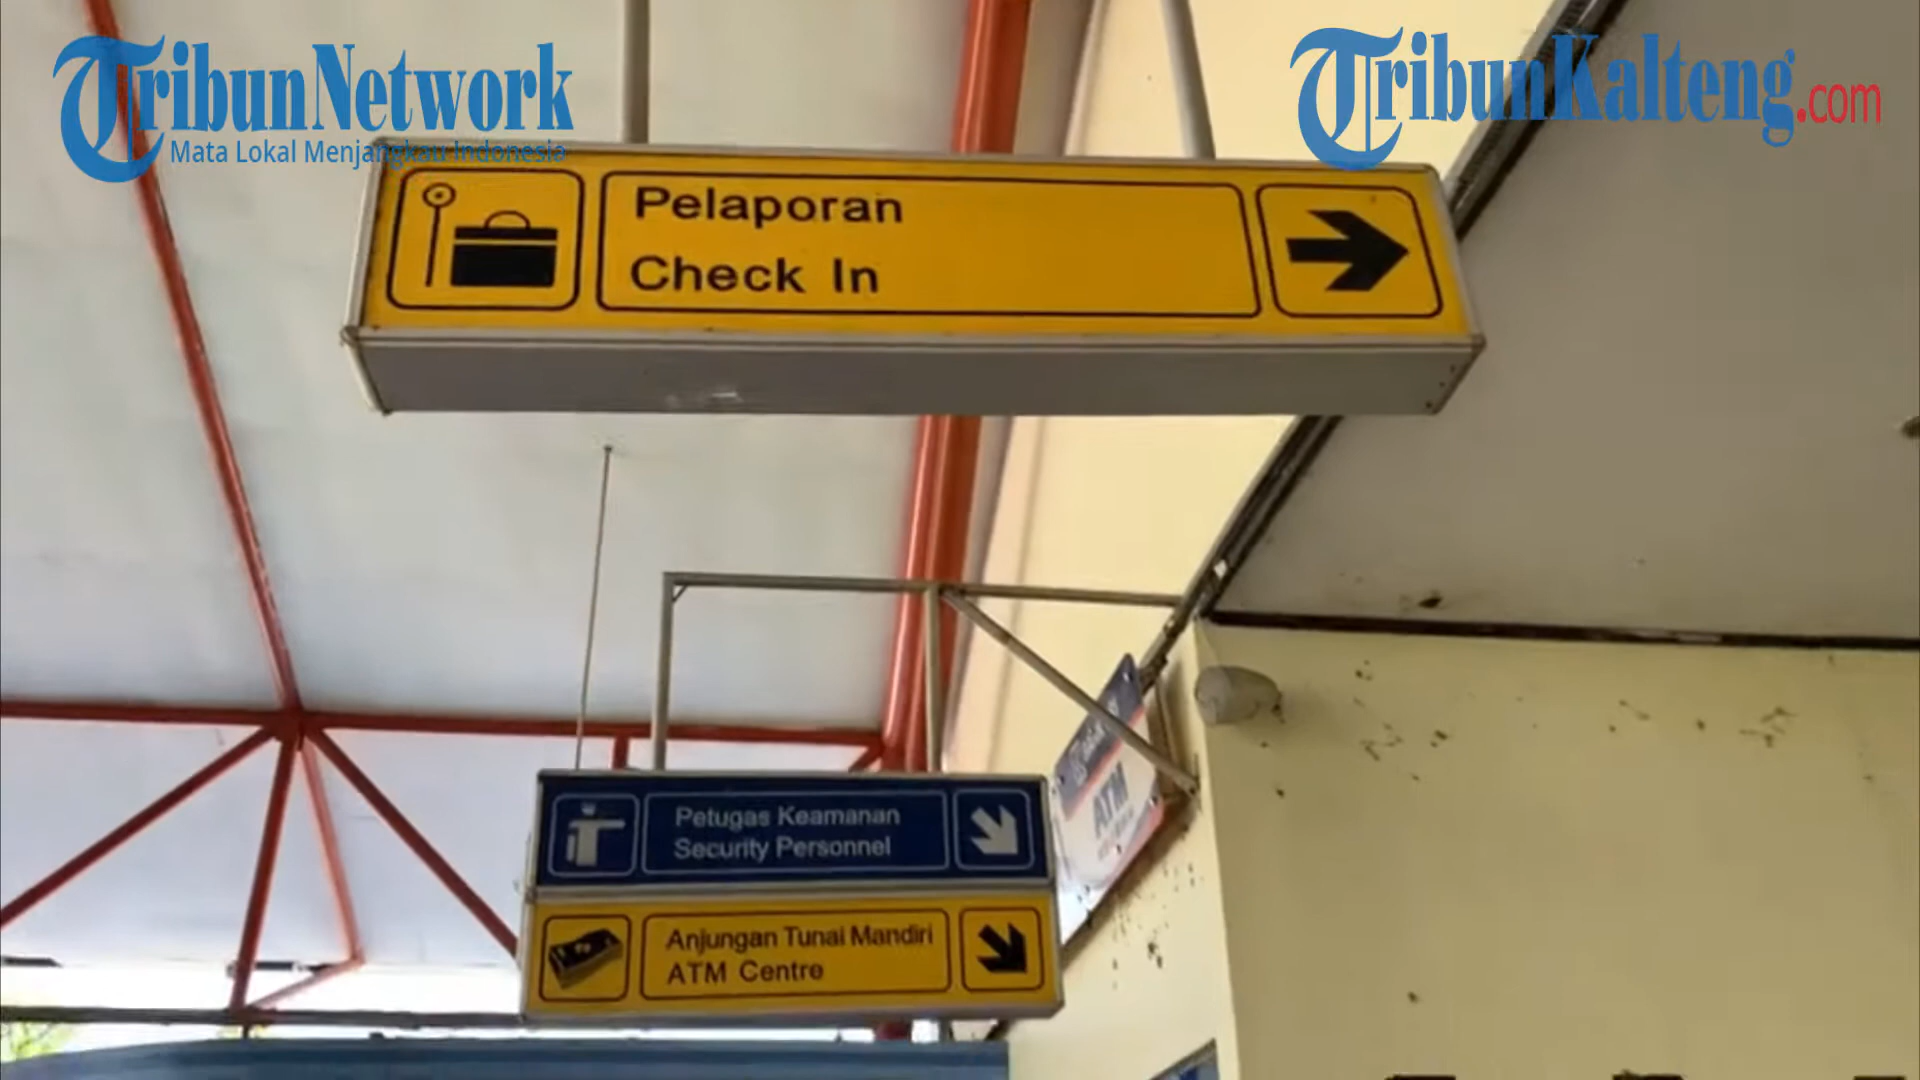 TribunNetwork
Mata Lokal Menjangkau Indonesia
TribunKalteng.com
Pelaporan
Check In
Petugas Keamanan
Security Personnel
Anjungan Tunai Mandiri
ATM Centre
ATM